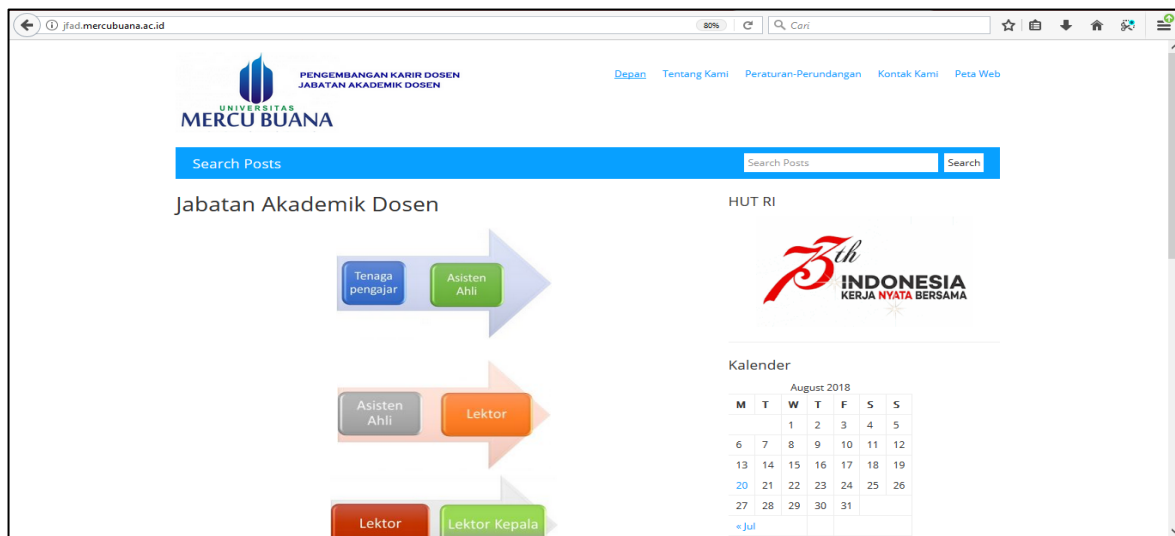 jfad.mercubuana.ac.id
80%
Cari
PENGEMBANGAN KARIR DOSEN
JABATAN AKADEMIK DOSEN
UNIVERSITAS
MERCU BUANA
Depan Tentang Kami Peraturan-Perundangan Kontak Kami Peta Web
Search Posts
Search Posts Search
Jabatan Akademik Dosen
Tenaga pengajar
Asisten Ahli
Asisten Ahli
Lektor
Lektor
Lektor Kepala
HUT RI
73th
INDONESIA
KERJA NYATA BERSAMA
Kalender
August 2018
M T W T F S S
1 2 3 4 5
6 7 8 9 10 11 12
13 14 15 16 17 18 19
20 21 22 23 24 25 26
27 28 29 30 31
« Jul